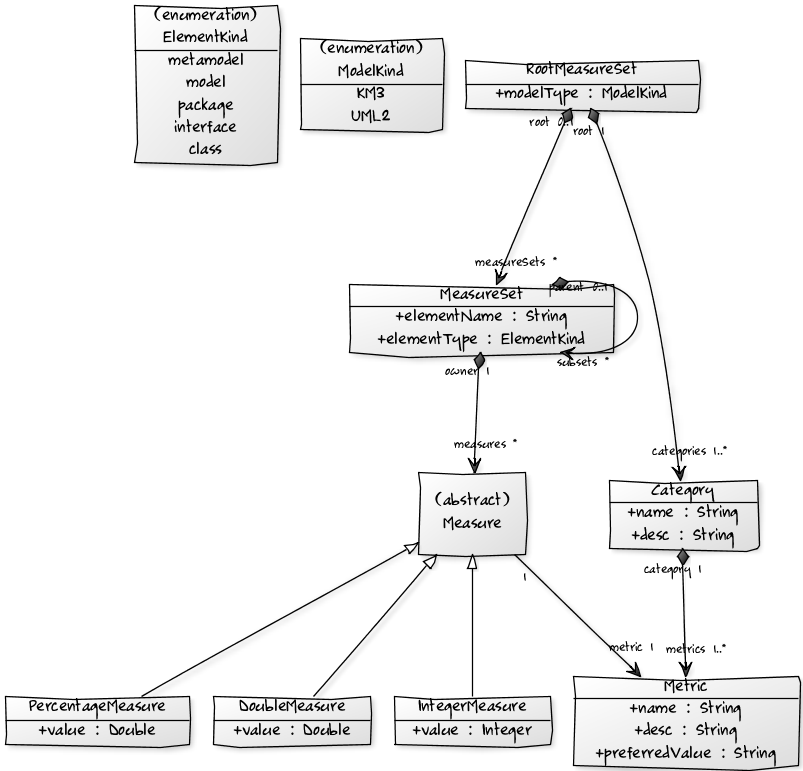 (enumeration)
ElementKind
metamodel
model
package
interface
class
(enumeration)
ModelKind
KM3
UML2
RootMeasureSet
+modelType : ModelKind
root 0..1
root 1
measureSets *
parent 0..1
MeasureSet
+elementName : String
+elementType : ElementKind
subsets *
owner 1
measures *
categories 1..*
(abstract)
Measure
Category
+name : String
+desc : String
category 1
1
metric 1
metrics 1..*
PercentageMeasure
+value : Double
DoubleMeasure
+value : Double
IntegerMeasure
+value : Integer
Metric
+name : String
+desc : String
+preferredValue : String